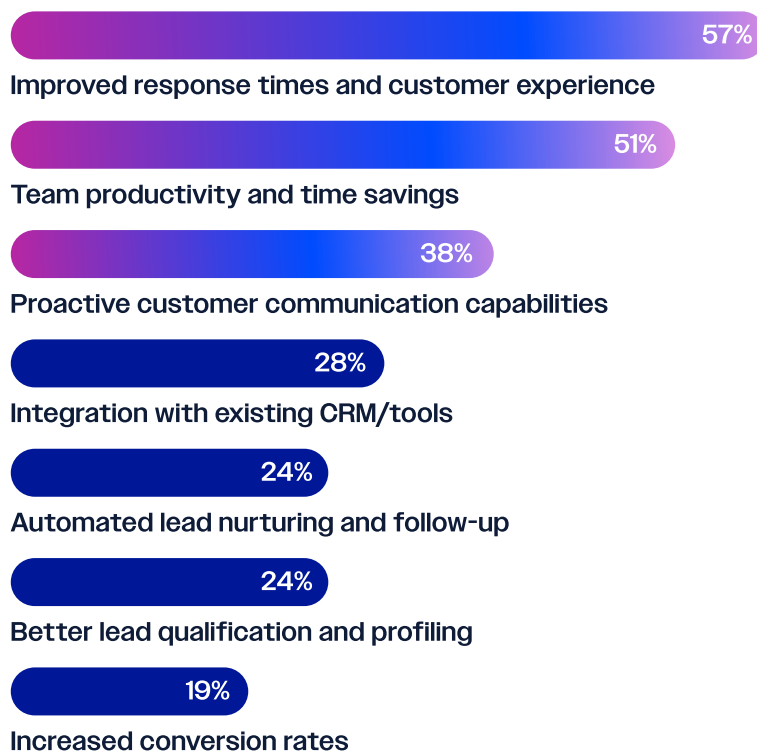 57%
Improved response times and customer experience
51%
Team productivity and time savings
38%
Proactive customer communication capabilities
28%
Integration with existing CRM/tools
24%
Automated lead nurturing and follow-up
24%
Better lead qualification and profiling
19%
Increased conversion rates